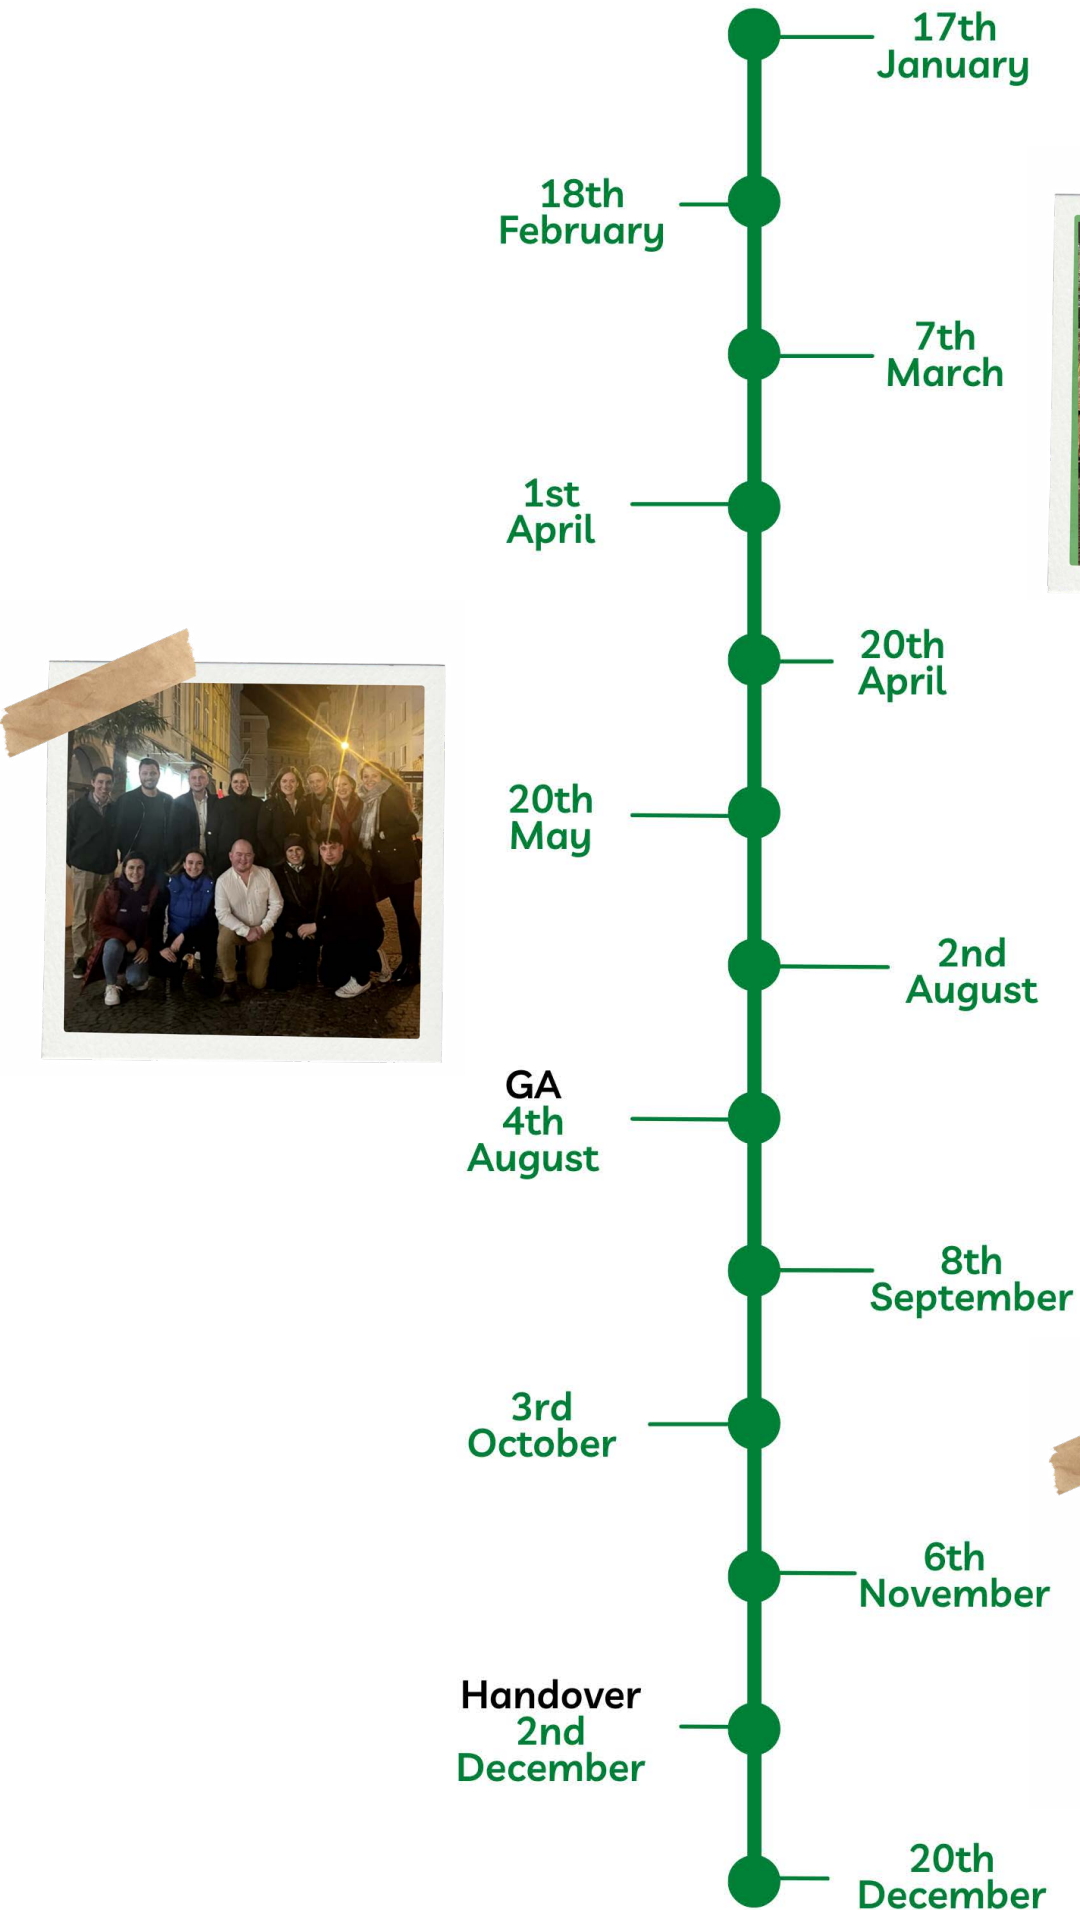 17th
January
18th
February
7th
March
1st
April
20th
April
20th
May
2nd
August
GA
4th
August
8th
September
3rd
October
6th
November
Handover
2nd
December
20th
December